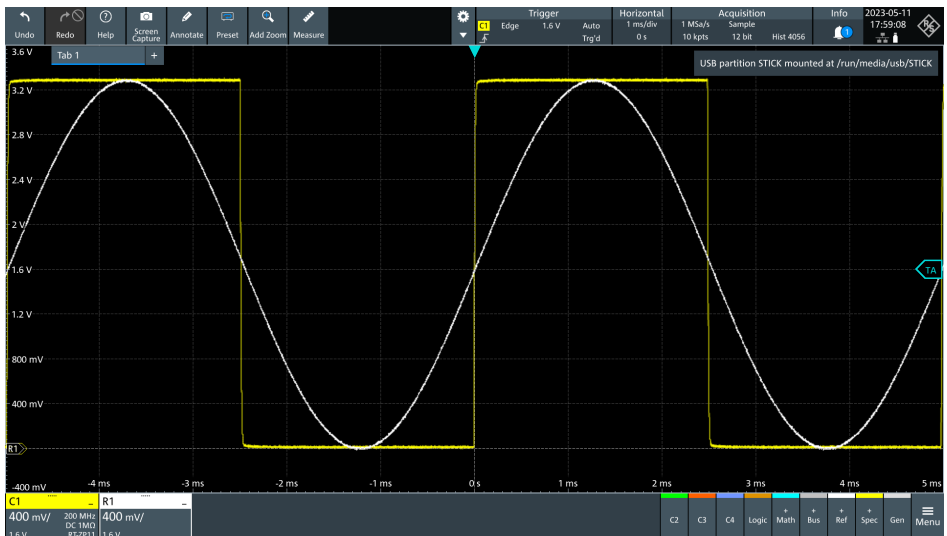 Undo
Redo
Help
Screen
Capture
Annotate
Preset
Add Zoom
Measure
Trigger
C1 Edge 1.6 V Auto
Trg'd
Horizontal
1 ms/div
0 s
Acquisition
1 MSa/s Sample
10 kpts 12 bit Hist 4056
Info
1
2023-05-11
17:59:08
R&S
Tab 1 +
USB partition STICK mounted at /run/media/usb/STICK
3.6 V
3.2 V
2.8 V
2.4 V
2 V
1.6 V
TA
1.2 V
800 mV
400 mV
R1
-400 mV
-4 ms
-3 ms
-2 ms
-1 ms
0 s
1 ms
2 ms
3 ms
4 ms
5 ms
C1
400 mV/ 200 MHz
DC 1MΩ
1.6 V RT-ZP11
R1
400 mV/
1.6 V
C2
C3
C4
Logic
+
Math
+
Bus
+
Ref
+
Spec
Gen
Menu